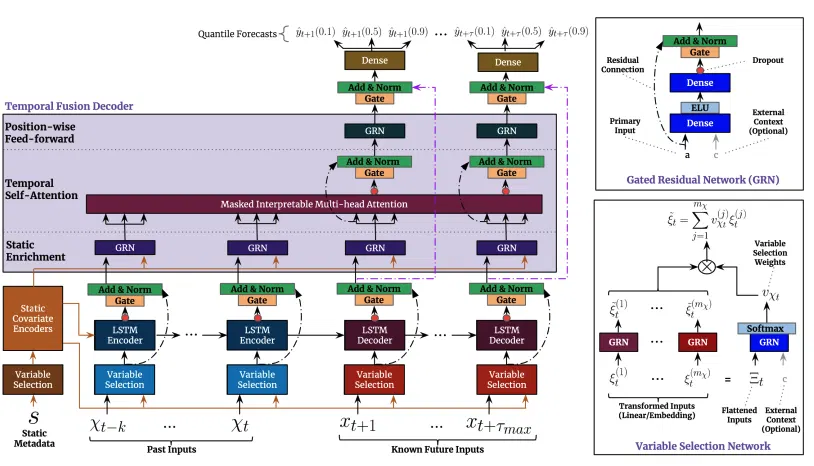 Quantile Forecasts
ŷt+1(0.1) ŷt+1(0.5) ŷt+1(0.9) ... ŷt+τ(0.1) ŷt+τ(0.5) ŷt+τ(0.9)
Dense Dense
Add & Norm Add & Norm
Gate Gate
Temporal Fusion Decoder
Position-wise
Feed-forward
GRN GRN
Add & Norm Add & Norm
Gate Gate
Temporal
Self-Attention
Masked Interpretable Multi-head Attention
Static
Enrichment
GRN GRN GRN GRN
Add & Norm Add & Norm Add & Norm Add & Norm
Gate Gate Gate Gate
Static
Covariate
Encoders
LSTM
Encoder
...
LSTM
Encoder
LSTM
Decoder
...
LSTM
Decoder
Variable
Selection
Variable
Selection
Variable
Selection
Variable
Selection
Variable
Selection
s
Static
Metadata
χt−k ... χt xt+1 ... xt+τmax
Past Inputs
Known Future Inputs
Add & Norm
Gate
Residual
Connection
Dropout
Dense
ELU
Dense
Primary
Input
External
Context
(Optional)
a c
Gated Residual Network (GRN)
ξ̃t = ∑ j=1 mχ vχt(j) ξ̃t(j)
Variable
Selection
Weights
⊗
vχt
ξ̃t(1) ... ξ̃t(mχ)
Softmax
GRN ... GRN GRN
ξt(1) ... ξt(mχ) = Ξt c
Transformed Inputs
(Linear/Embedding)
Flattened
Inputs
External
Context
(Optional)
Variable Selection Network